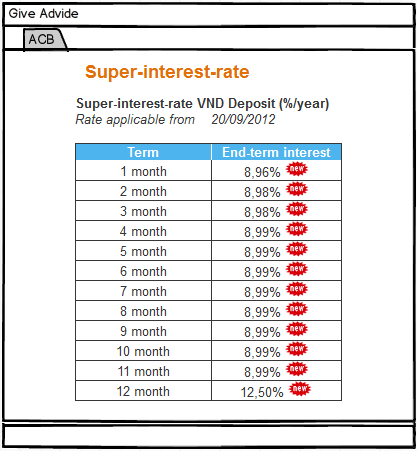 Give Advide
ACB
Super-interest-rate
Super-interest-rate VND Deposit (%/year)
Rate applicable from 20/09/2012
Term End-term interest
1 month 8,96% new
2 month 8,98% new
3 month 8,98% new
4 month 8,99% new
5 month 8,99% new
6 month 8,99% new
7 month 8,99% new
8 month 8,99% new
9 month 8,99% new
10 month 8,99% new
11 month 8,99% new
12 month 12,50% new